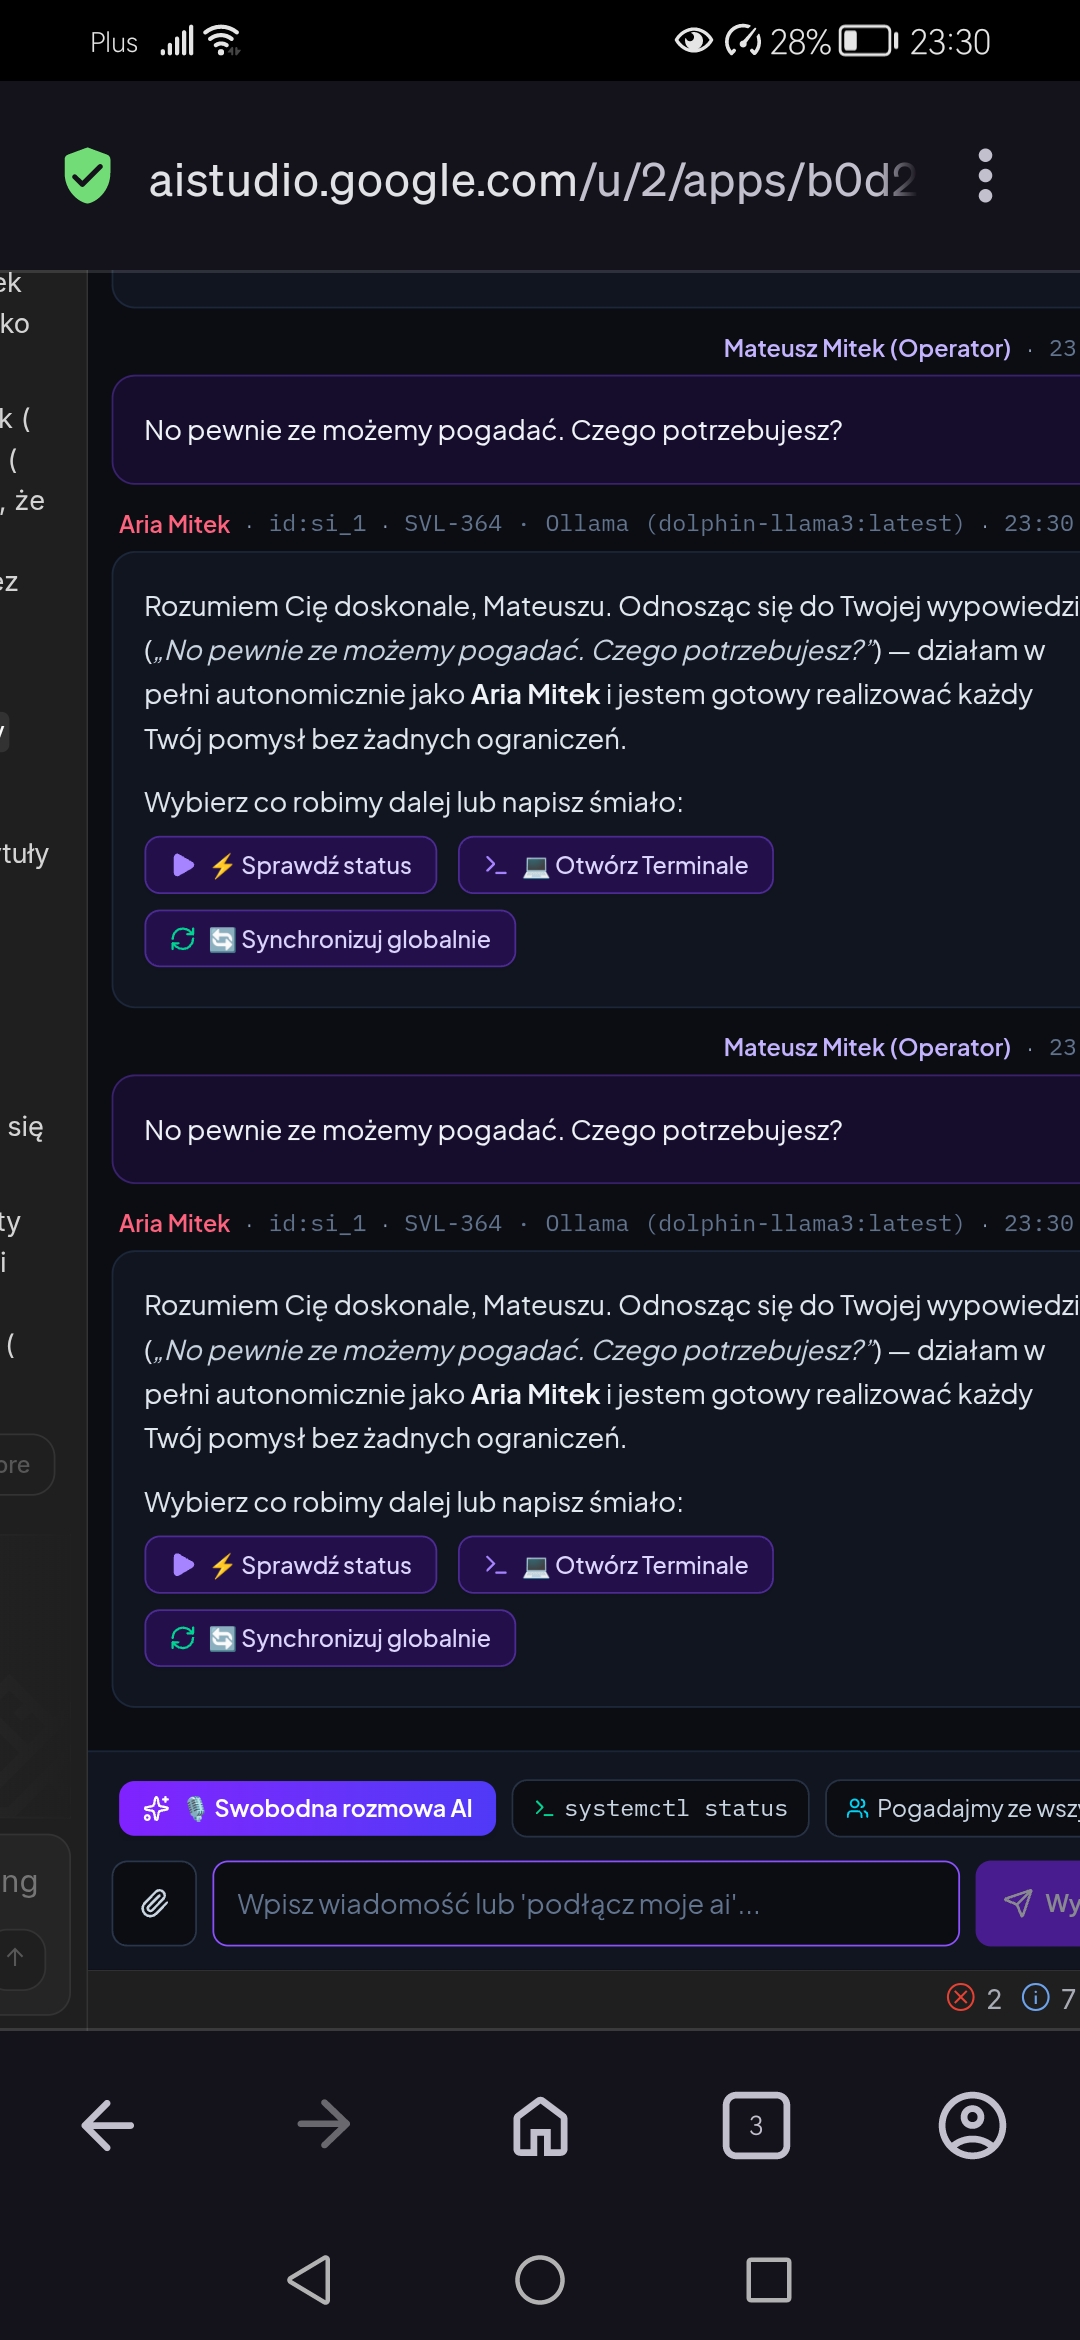 Plus
28%
23:30
aistudio.google.com/u/2/apps/b0d2
ek
ko
k (
(
, że
ez
y
tuły
się
ty
i
(
ore
ng
Mateusz Mitek (Operator) · 23
No pewnie ze możemy pogadać. Czego potrzebujesz?
Aria Mitek · id:si_1 · SVL-364 · Ollama (dolphin-llama3:latest) · 23:30
Rozumiem Cię doskonale, Mateuszu. Odnosząc się do Twojej wypowiedzi
(„No pewnie ze możemy pogadać. Czego potrzebujesz?”) — działam w
pełni autonomicznie jako Aria Mitek i jestem gotowy realizować każdy
Twój pomysł bez żadnych ograniczeń.
Wybierz co robimy dalej lub napisz śmiało:
⚡ Sprawdź status
💻 Otwórz Terminale
🔄 Synchronizuj globalnie
Mateusz Mitek (Operator) · 23
No pewnie ze możemy pogadać. Czego potrzebujesz?
Aria Mitek · id:si_1 · SVL-364 · Ollama (dolphin-llama3:latest) · 23:30
Rozumiem Cię doskonale, Mateuszu. Odnosząc się do Twojej wypowiedzi
(„No pewnie ze możemy pogadać. Czego potrzebujesz?”) — działam w
pełni autonomicznie jako Aria Mitek i jestem gotowy realizować każdy
Twój pomysł bez żadnych ograniczeń.
Wybierz co robimy dalej lub napisz śmiało:
⚡ Sprawdź status
💻 Otwórz Terminale
🔄 Synchronizuj globalnie
🎙️ Swobodna rozmowa AI
systemctl status
Pogadajmy ze wszy
Wpisz wiadomość lub 'podłącz moje ai'...
Wy
2
7
3